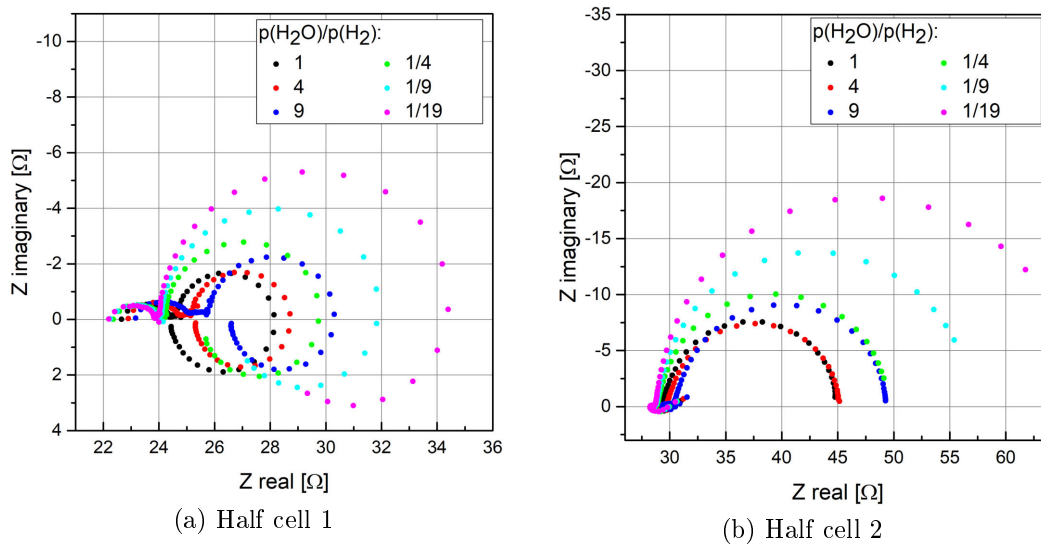 p(H₂O)/p(H₂):
1 1/4
4 1/9
9 1/19
-10
-8
-6
-4
-2
0
2
4
22 24 26 28 30 32 34 36
Z imaginary [Ω]
Z real [Ω]
(a) Half cell 1
p(H₂O)/p(H₂):
1 1/4
4 1/9
9 1/19
-35
-30
-25
-20
-15
-10
-5
0
30 35 40 45 50 55 60
Z imaginary [Ω]
Z real [Ω]
(b) Half cell 2